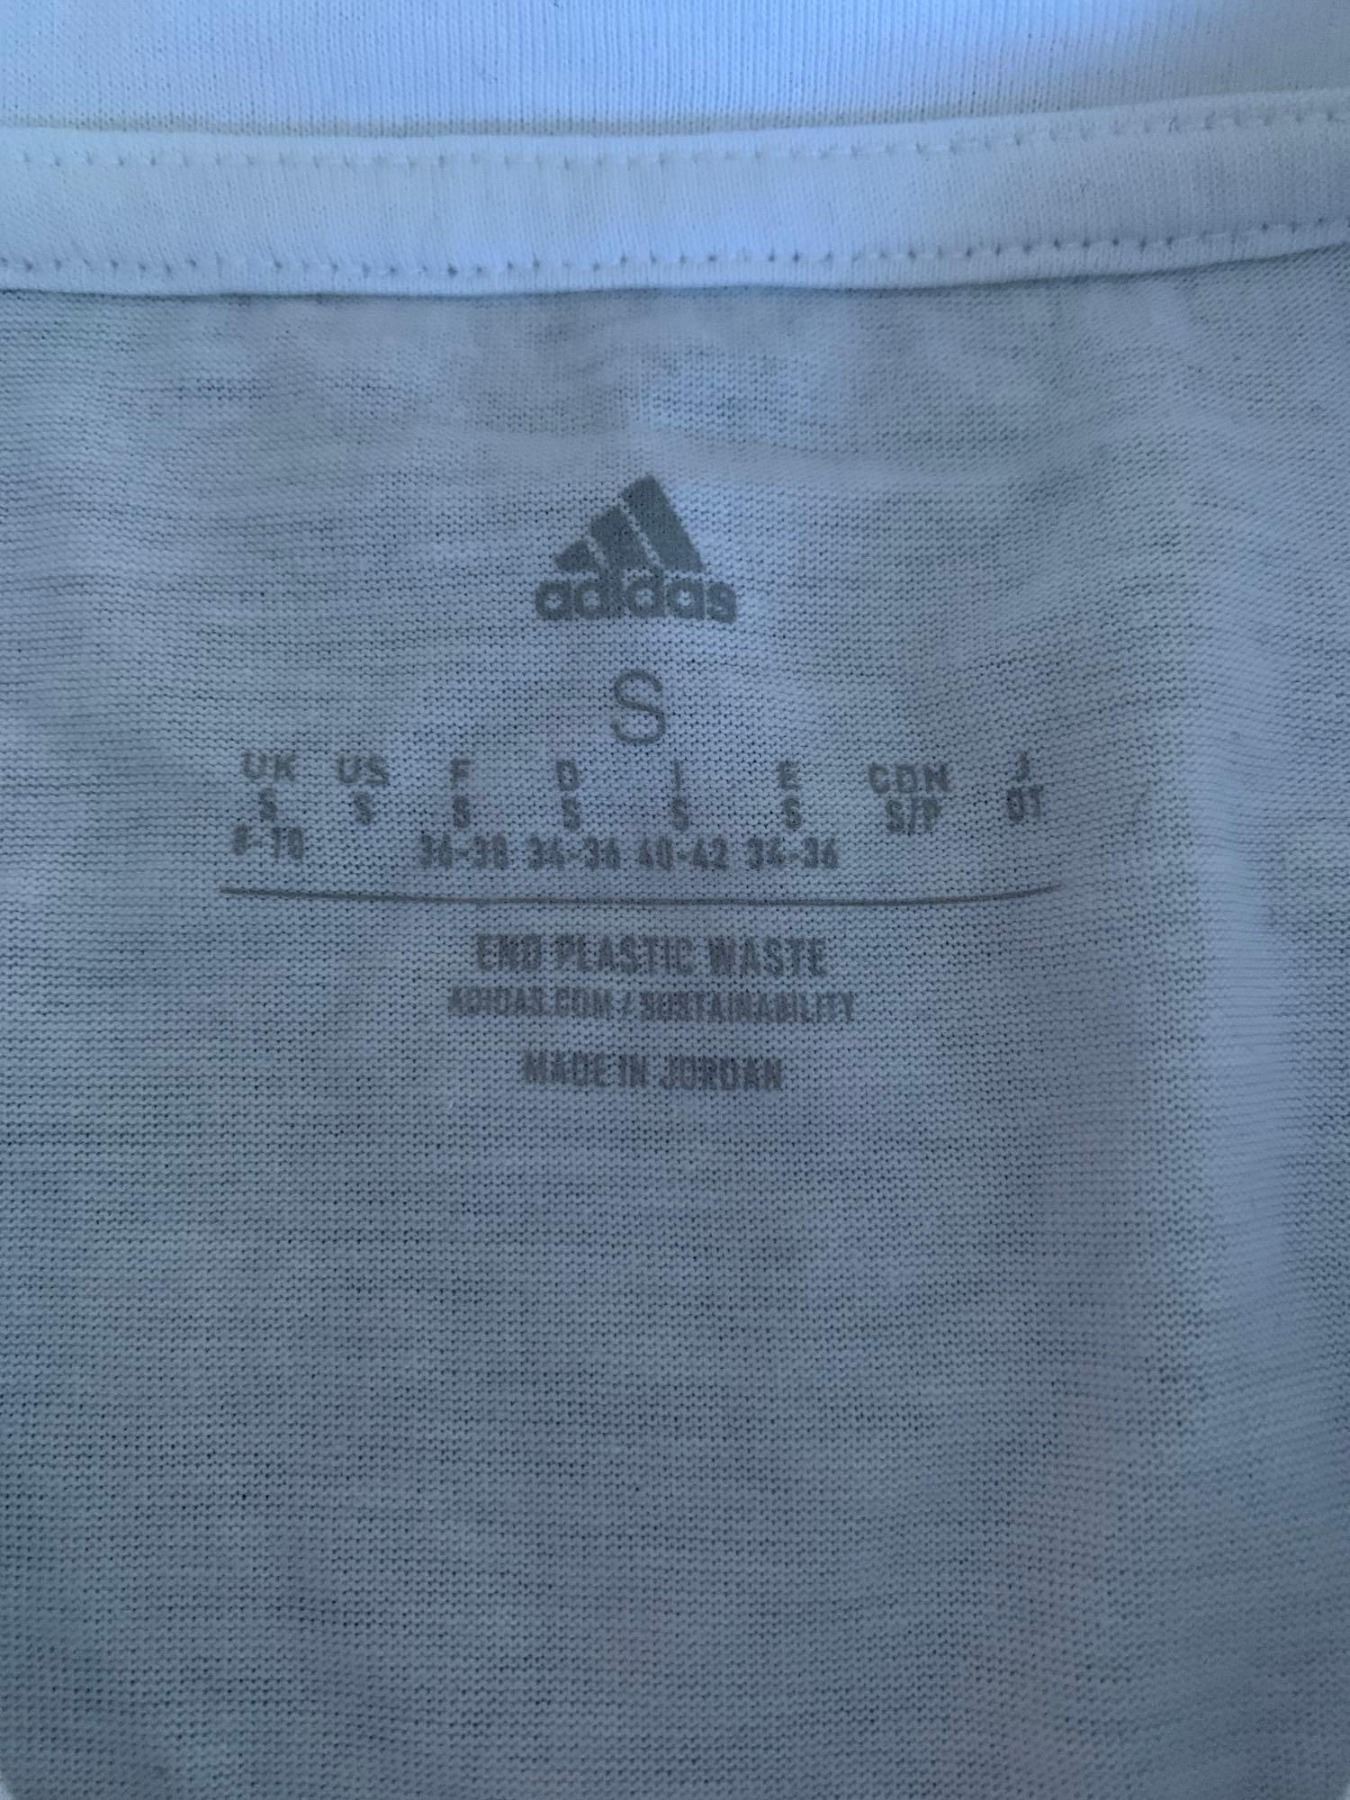 adidas
S
UK US F D I E CDN J
S S S S S S S/P OT
8-10 36-38 34-36 40-42 34-36
END PLASTIC WASTE
ADIDAS.COM / SUSTAINABILITY
MADE IN JORDAN